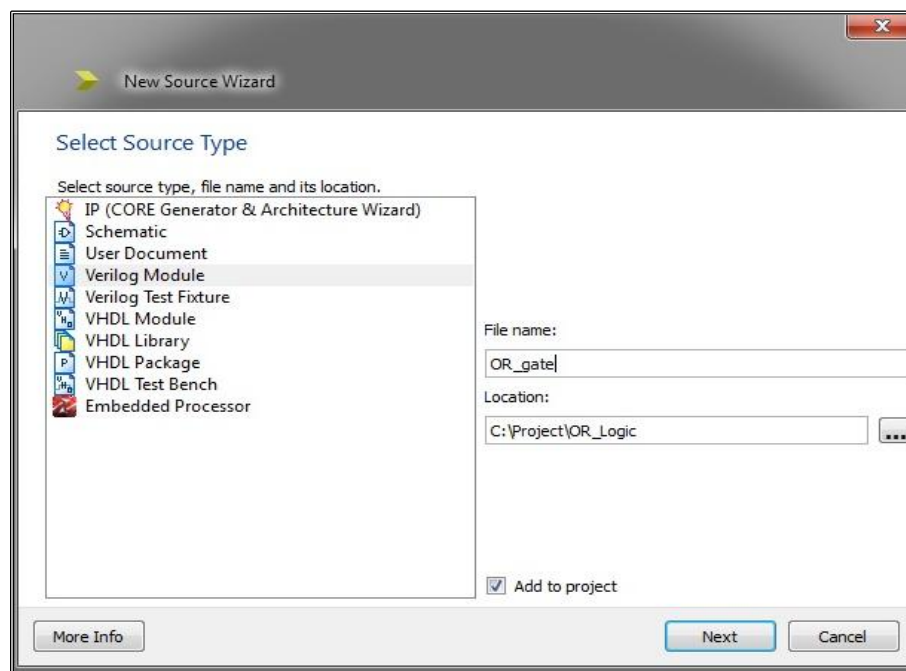 New Source Wizard
Select Source Type
Select source type, file name and its location.
IP (CORE Generator & Architecture Wizard)
Schematic
User Document
Verilog Module
Verilog Test Fixture
VHDL Module
VHDL Library
VHDL Package
VHDL Test Bench
Embedded Processor
File name:
OR_gate
Location:
C:\Project\OR_Logic
...
Add to project
More Info
Next
Cancel